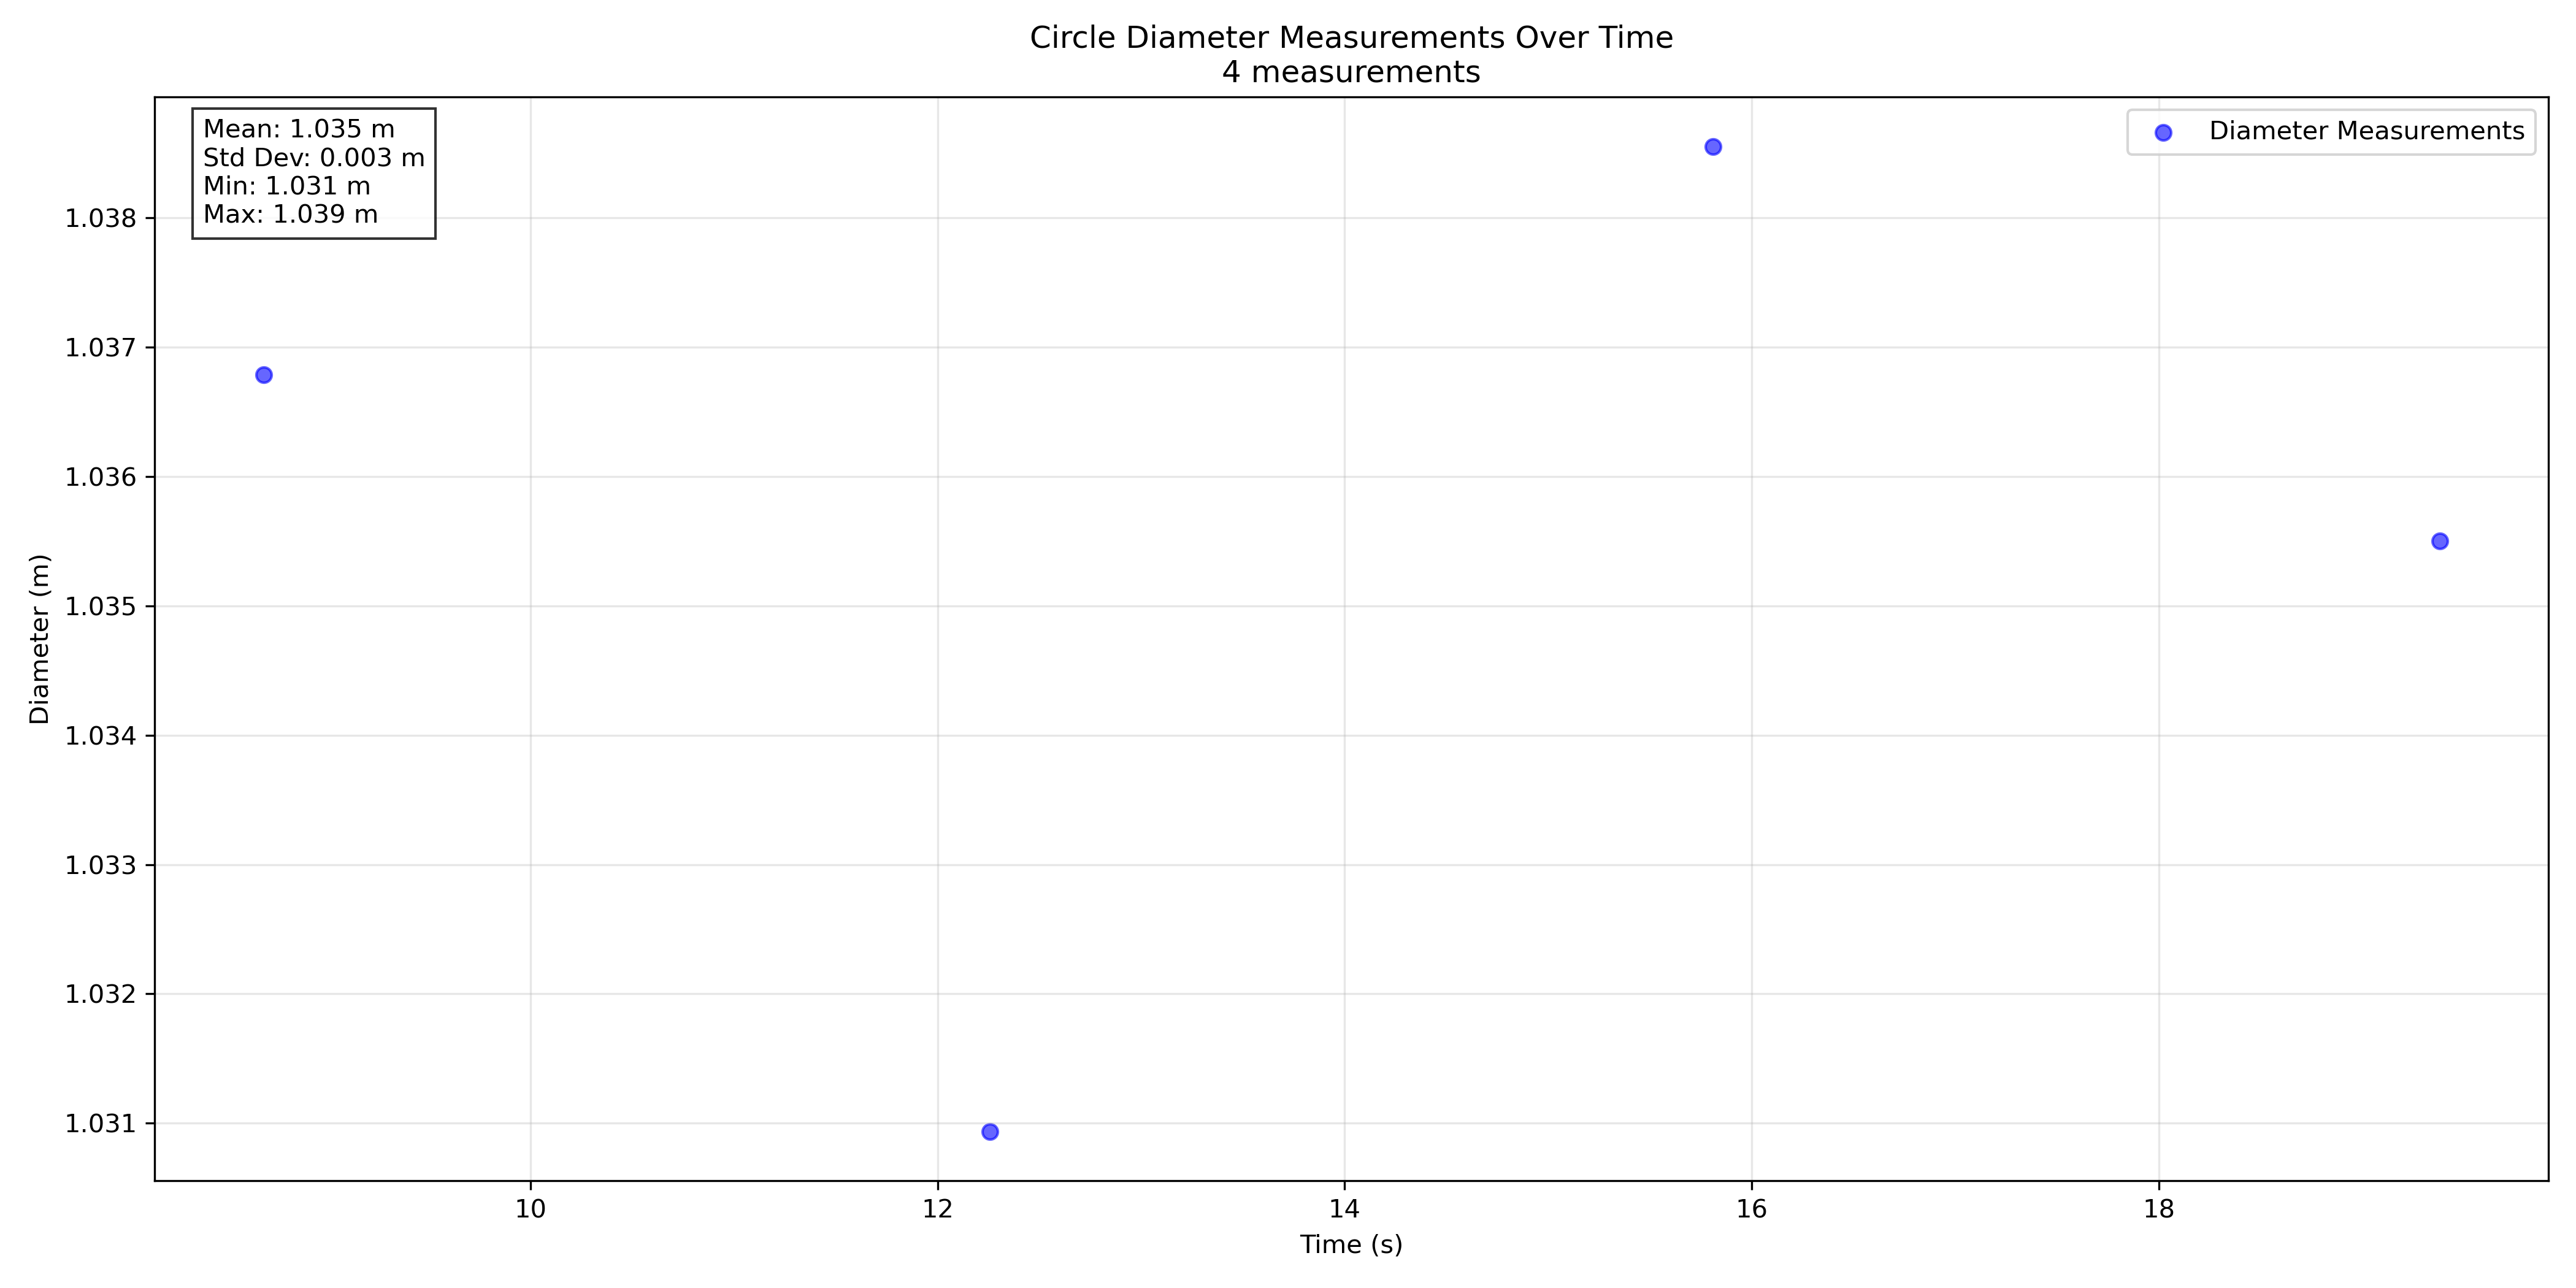 Circle Diameter Measurements Over Time
4 measurements
Mean: 1.035 m
Std Dev: 0.003 m
Min: 1.031 m
Max: 1.039 m
Diameter Measurements
1.038
1.037
1.036
1.035
1.034
1.033
1.032
1.031
Diameter (m)
10
12
14
16
18
Time (s)